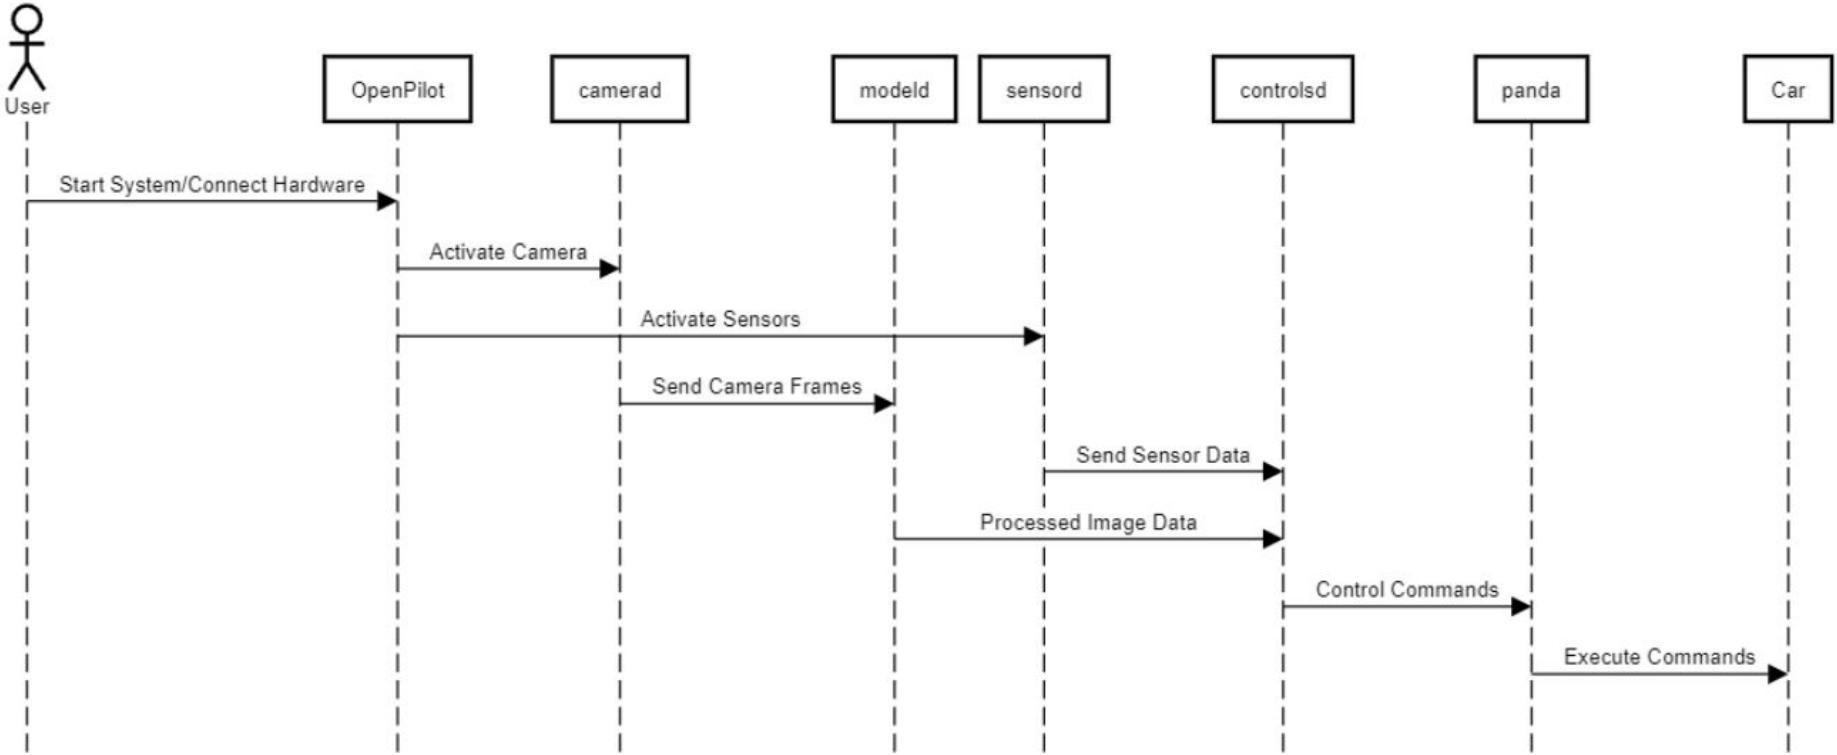 User
OpenPilot
camerad
modeld
sensord
controlsd
panda
Car
Start System/Connect Hardware
Activate Camera
Activate Sensors
Send Camera Frames
Send Sensor Data
Processed Image Data
Control Commands
Execute Commands